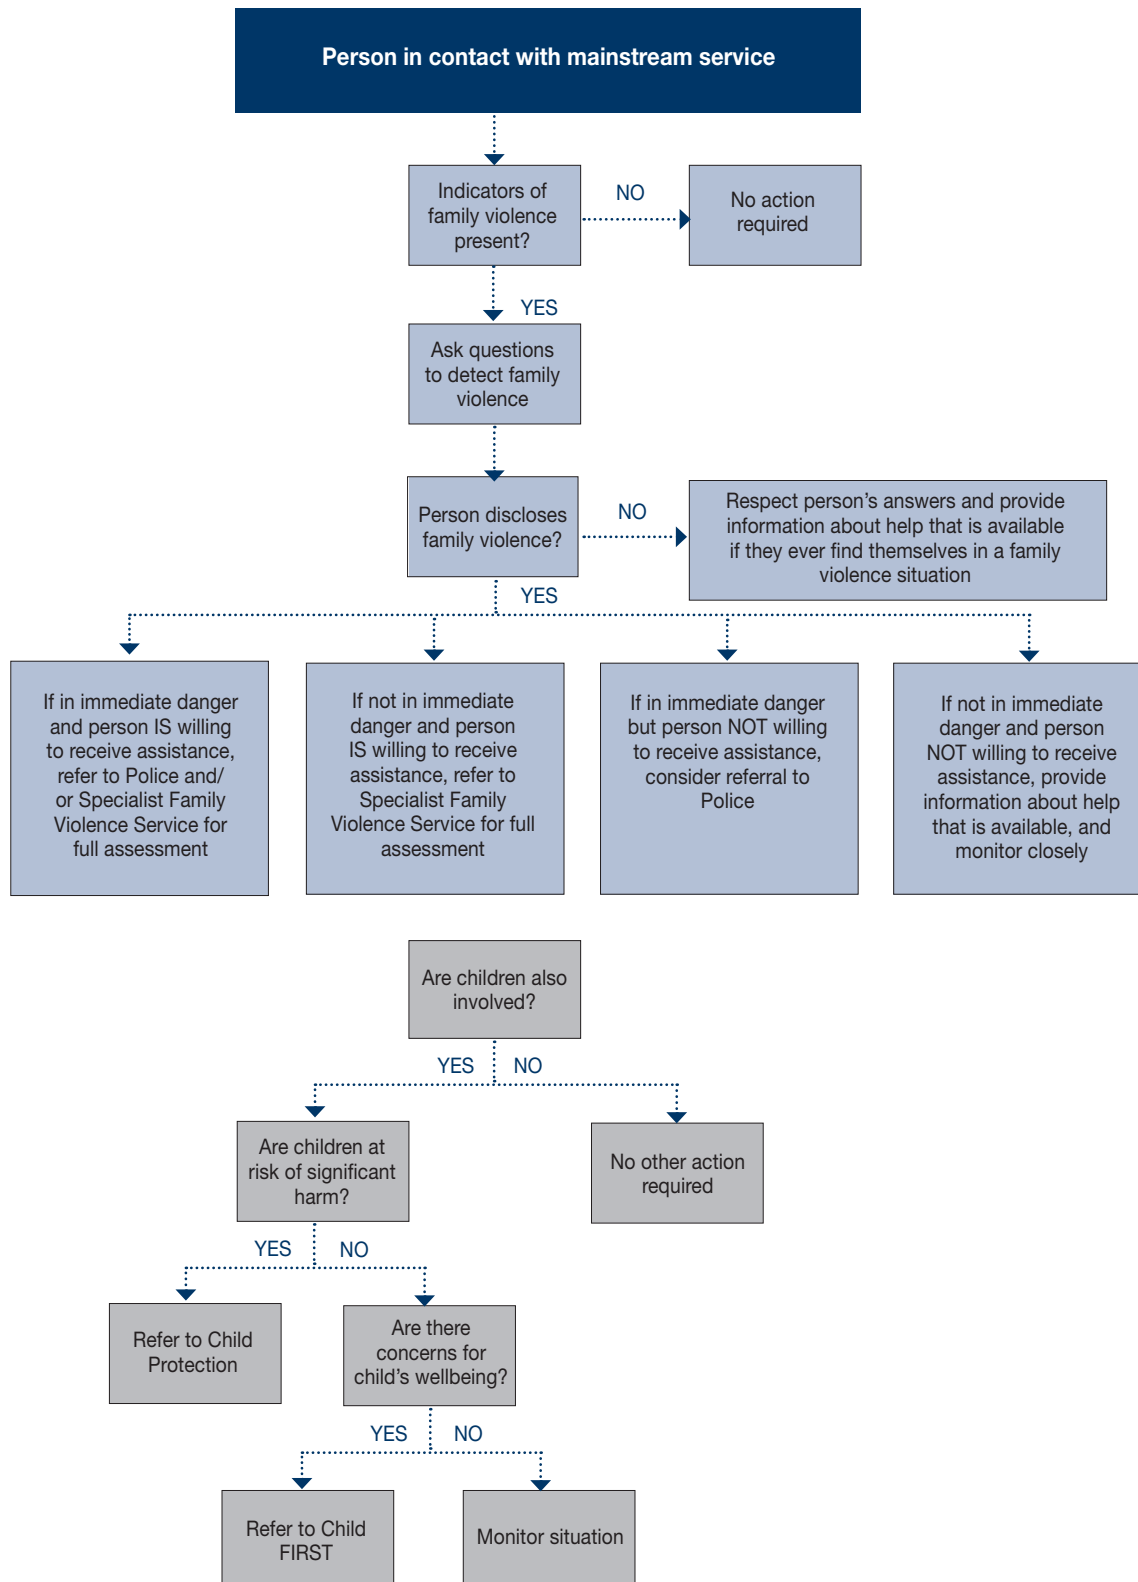 Person in contact with mainstream service
Indicators of
family violence
present?
NO
No action
required
YES
Ask questions
to detect family
violence
Person discloses
family violence?
NO
Respect person’s answers and provide
information about help that is available
if they ever find themselves in a family
violence situation
YES
If in immediate danger
and person IS willing
to receive assistance,
refer to Police and/
or Specialist Family
Violence Service for
full assessment
If not in immediate
danger and person
IS willing to receive
assistance, refer to
Specialist Family
Violence Service for full
assessment
If in immediate danger
but person NOT willing
to receive assistance,
consider referral to
Police
If not in immediate
danger and person
NOT willing to receive
assistance, provide
information about help
that is available, and
monitor closely
Are children also
involved?
YES
NO
Are children at
risk of significant
harm?
No other action
required
YES
NO
Refer to Child
Protection
Are there
concerns for
child’s wellbeing?
YES
NO
Refer to Child
FIRST
Monitor situation